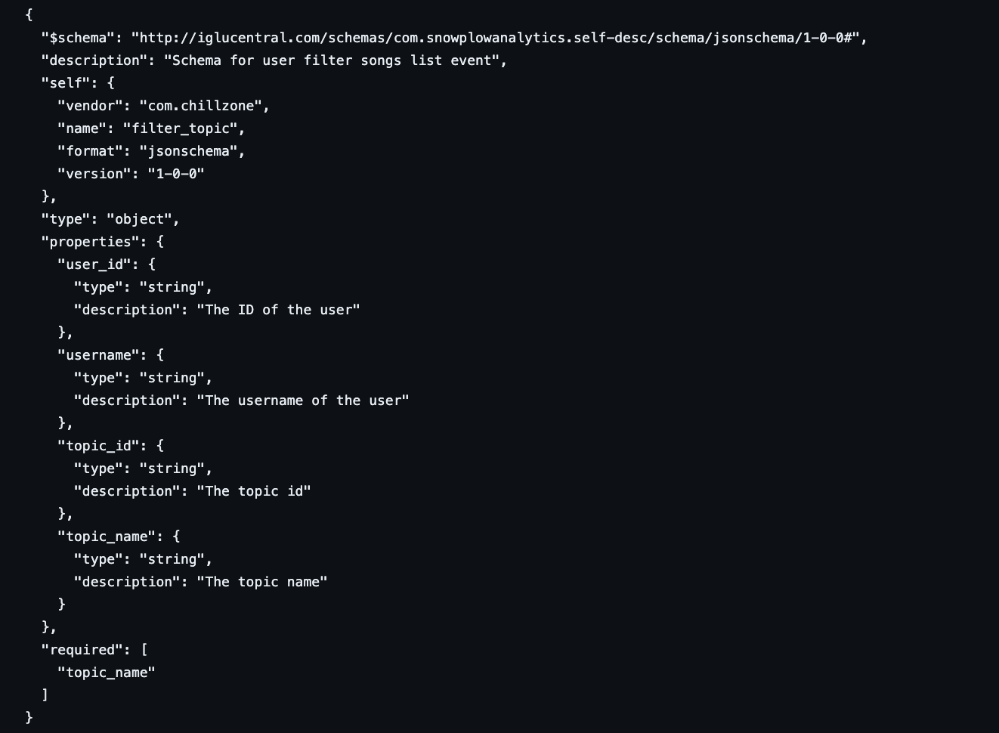 {
  "$schema": "http://iglucentral.com/schemas/com.snowplowanalytics.self-desc/schema/jsonschema/1-0-0#",
  "description": "Schema for user filter songs list event",
  "self": {
    "vendor": "com.chillzone",
    "name": "filter_topic",
    "format": "jsonschema",
    "version": "1-0-0"
  },
  "type": "object",
  "properties": {
    "user_id": {
      "type": "string",
      "description": "The ID of the user"
    },
    "username": {
      "type": "string",
      "description": "The username of the user"
    },
    "topic_id": {
      "type": "string",
      "description": "The topic id"
    },
    "topic_name": {
      "type": "string",
      "description": "The topic name"
    }
  },
  "required": [
    "topic_name"
  ]
}